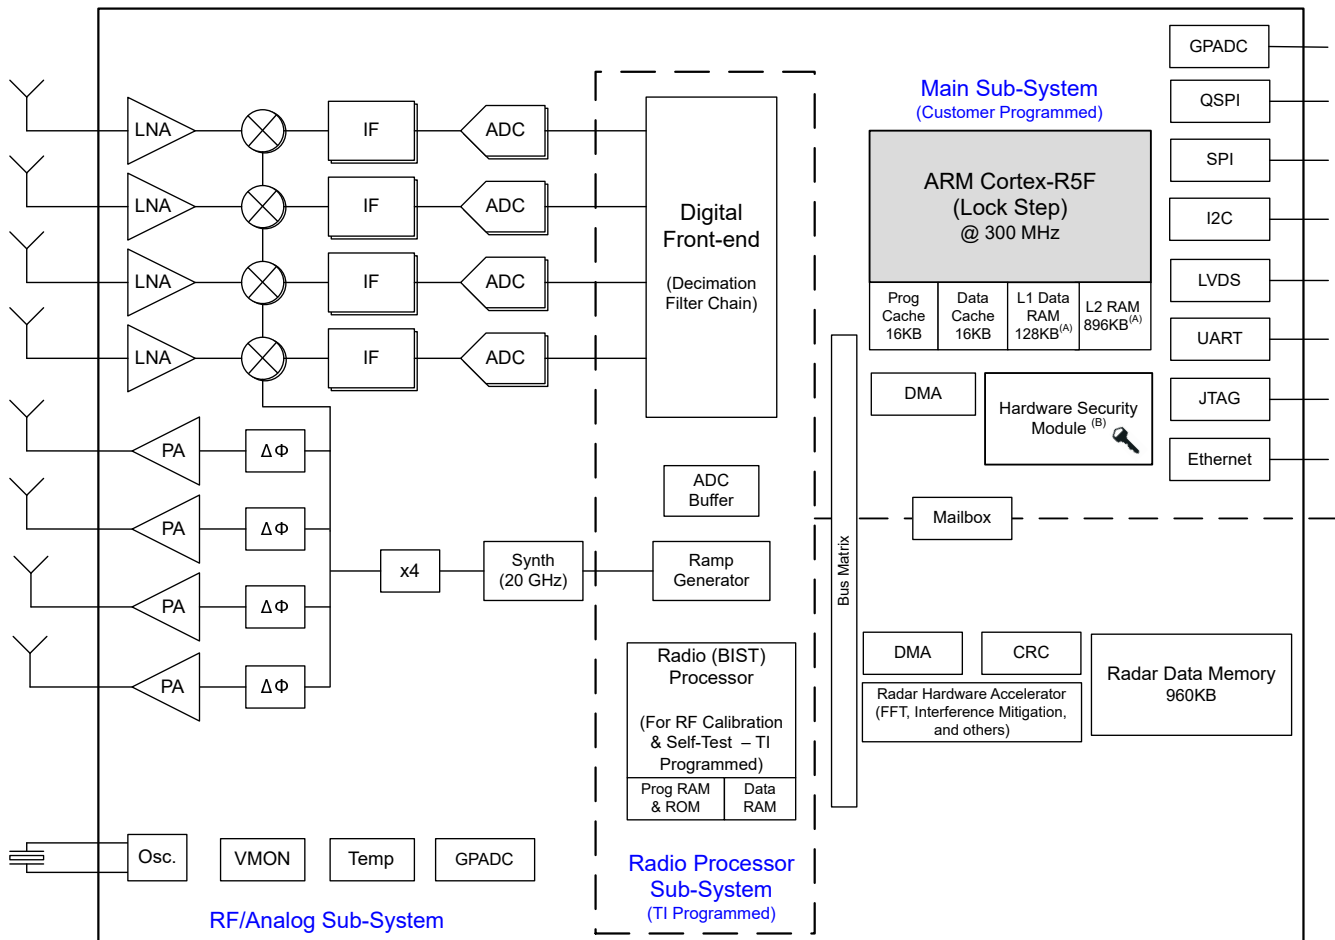 GPADC
Main Sub-System
(Customer Programmed)
QSPI
LNA
IF
ADC
SPI
ARM Cortex-R5F
(Lock Step)
@ 300 MHz
LNA
IF
ADC
I2C
Digital
Front-end
(Decimation
Filter Chain)
LNA
IF
ADC
LVDS
Prog
Cache
16KB
Data
Cache
16KB
L1 Data
RAM
128KB(A)
L2 RAM
896KB(A)
UART
LNA
IF
ADC
DMA
Hardware Security
Module (B)
JTAG
PA
ΔΦ
Ethernet
ADC
Buffer
PA
ΔΦ
Mailbox
x4
Synth
(20 GHz)
Ramp
Generator
Bus Matrix
PA
ΔΦ
DMA
CRC
Radar Data Memory
960KB
Radio (BIST)
Processor
(For RF Calibration
& Self-Test – TI
Programmed)
PA
ΔΦ
Radar Hardware Accelerator
(FFT, Interference Mitigation,
and others)
Prog RAM
& ROM
Data
RAM
Osc.
VMON
Temp
GPADC
Radio Processor
Sub-System
(TI Programmed)
RF/Analog Sub-System